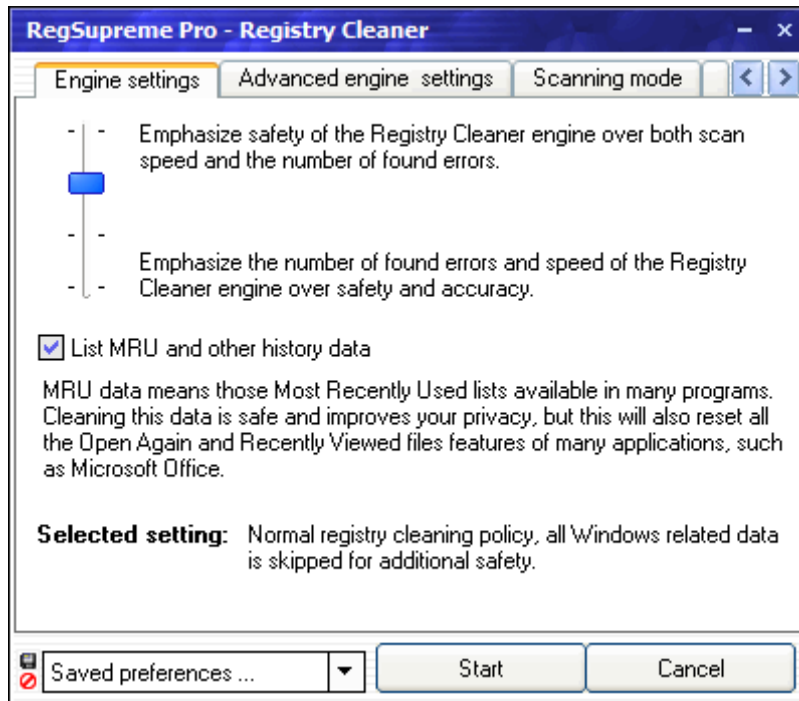 RegSupreme Pro - Registry Cleaner
Engine settings
Advanced engine settings
Scanning mode
Emphasize safety of the Registry Cleaner engine over both scan
speed and the number of found errors.
Emphasize the number of found errors and speed of the Registry
Cleaner engine over safety and accuracy.
List MRU and other history data
MRU data means those Most Recently Used lists available in many programs.
Cleaning this data is safe and improves your privacy, but this will also reset all
the Open Again and Recently Viewed files features of many applications, such
as Microsoft Office.
Selected setting: Normal registry cleaning policy, all Windows related data
is skipped for additional safety.
Saved preferences ...
Start
Cancel